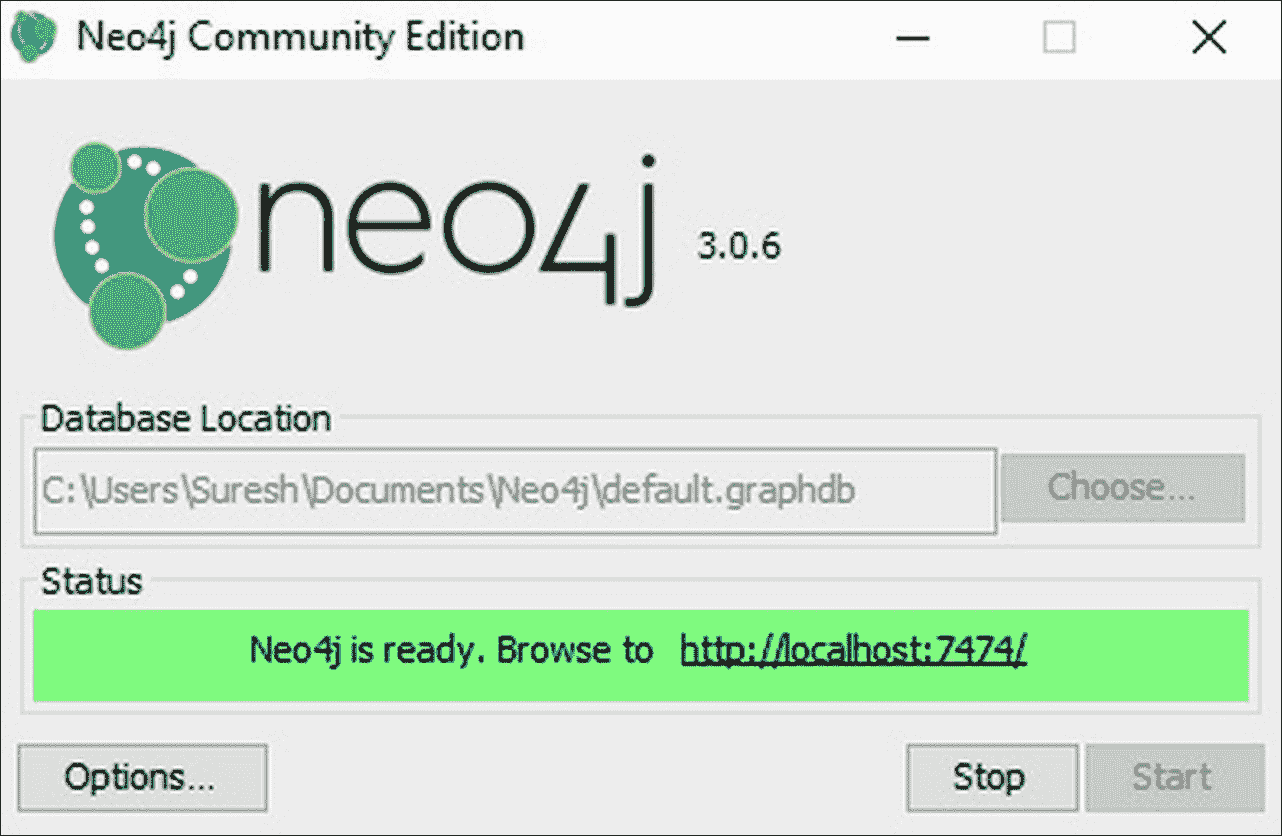 Neo4j Community Edition
neo4j 3.0.6
Database Location
C:\Users\Suresh\Documents\Neo4j\default.graphdb Choose...
Status
Neo4j is ready. Browse to http://localhost:7474/
Options... Stop Start